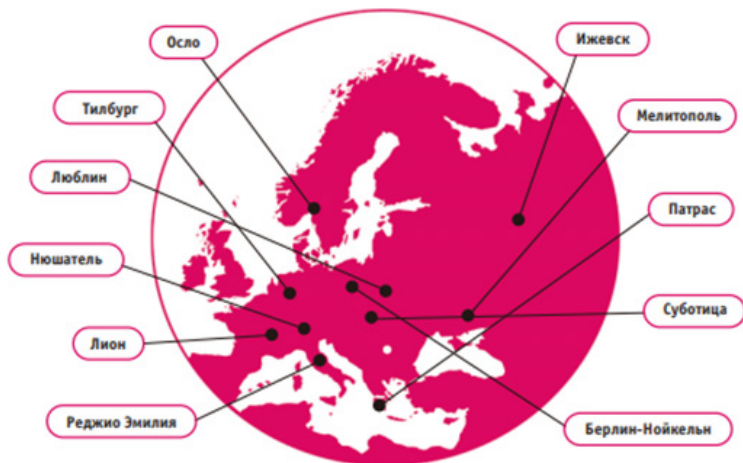 Осло
Ижевск
Тилбург
Мелитополь
Люблин
Патрас
Нюшатель
Суботица
Лион
Реджио Эмилия
Берлин-Нойкельн